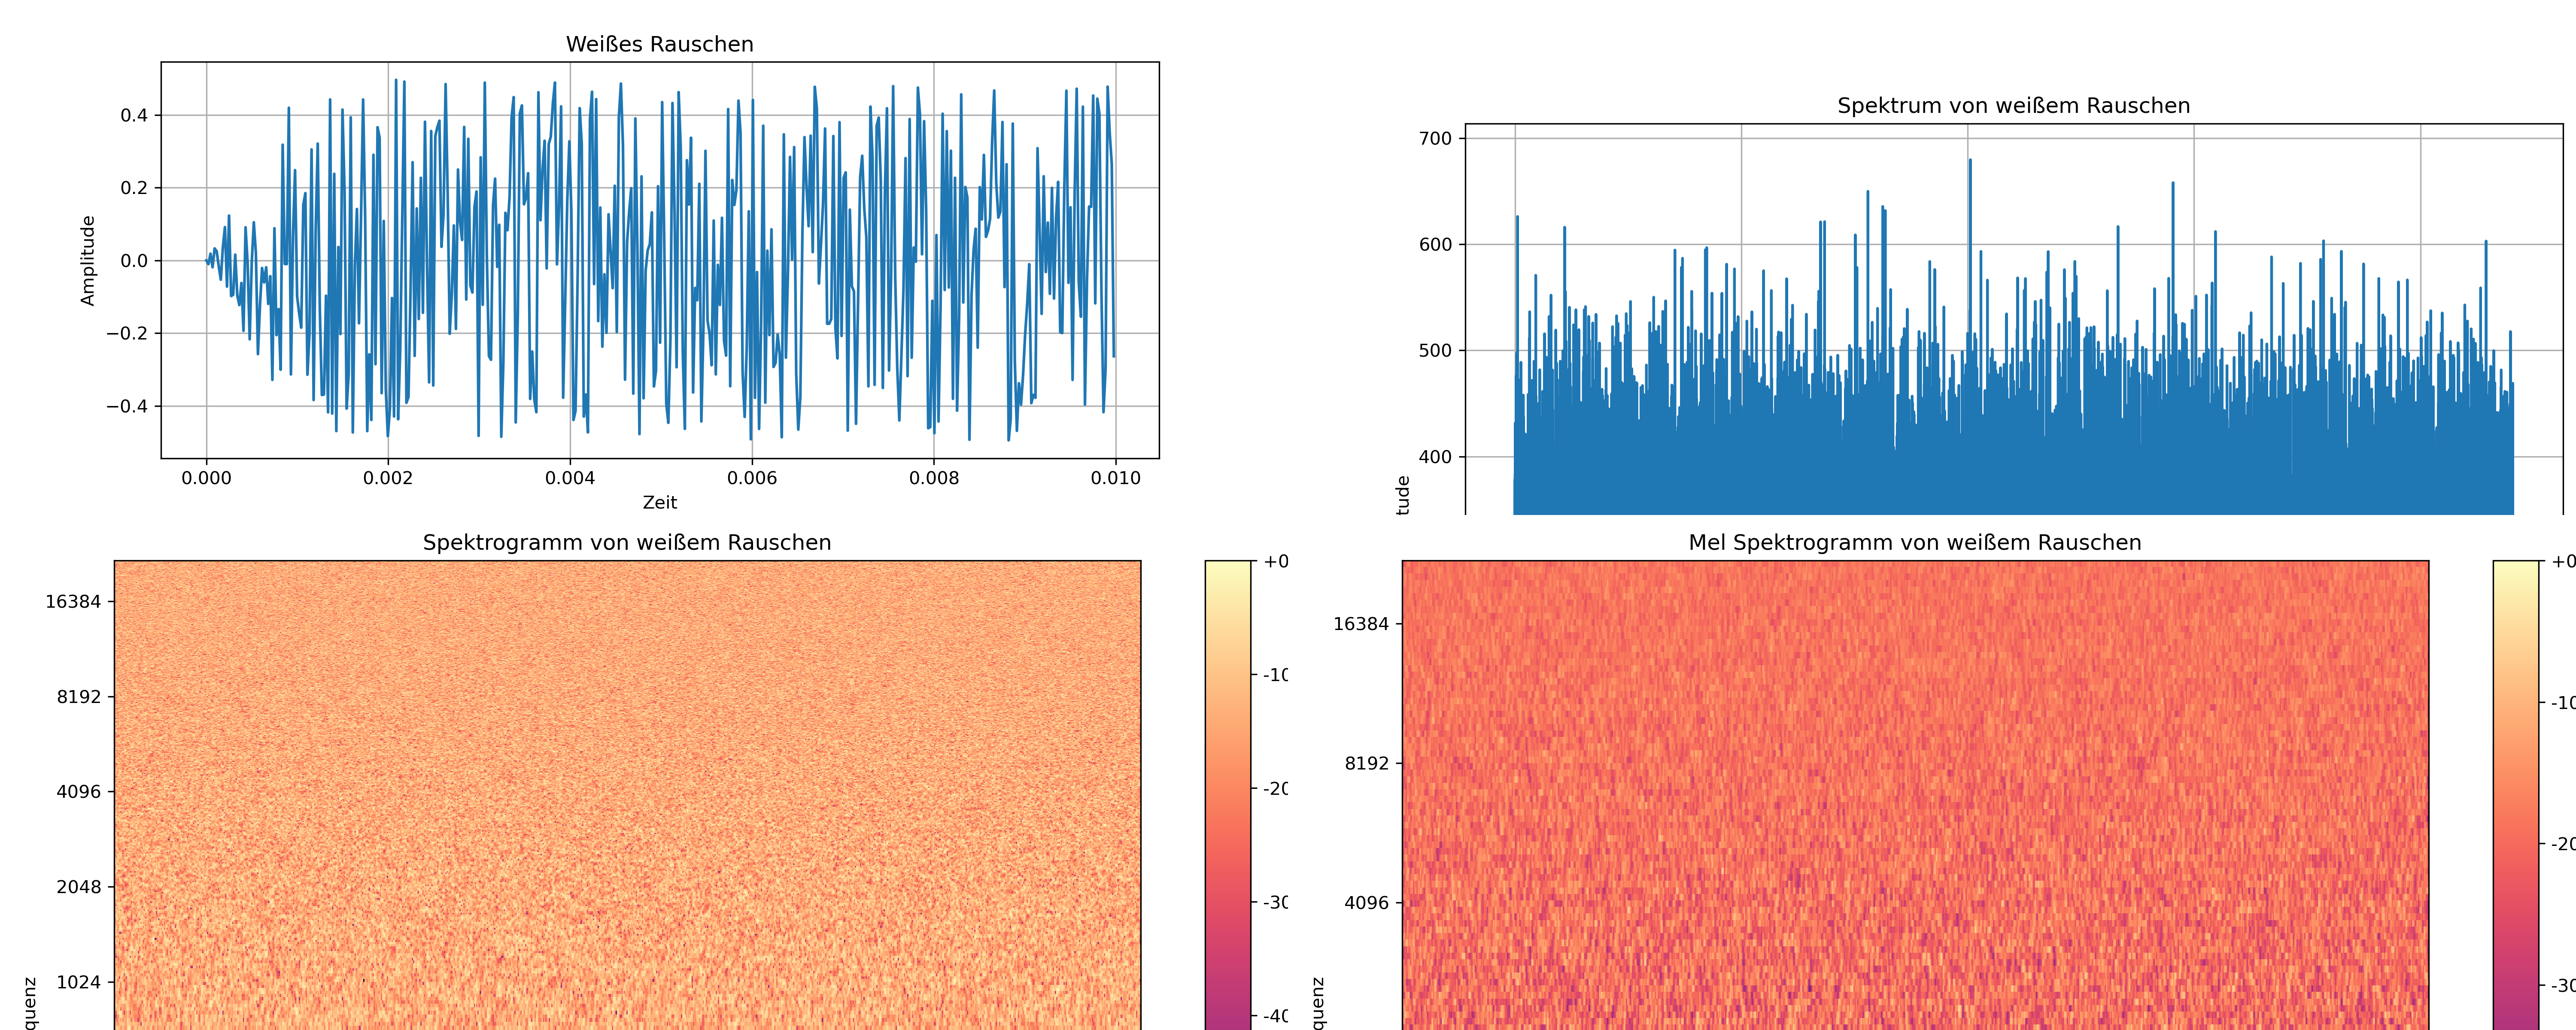 Weißes Rauschen
0.4
0.2
0.0
−0.2
−0.4
Amplitude
0.000 0.002 0.004 0.006 0.008 0.010
Zeit
Spektrum von weißem Rauschen
700
600
500
400
tude
Spektrogramm von weißem Rauschen
16384
8192
4096
2048
1024
quenz
+0
-10
-20
-30
-40
Mel Spektrogramm von weißem Rauschen
16384
8192
4096
quenz
+0
-10
-20
-30